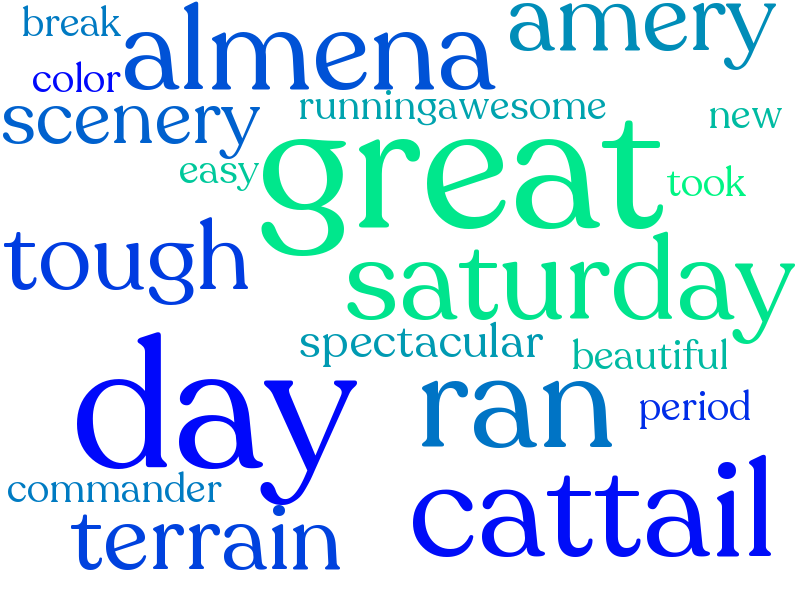 break almena amery
color
scenery runningawesome new
easy great took
tough saturday
spectacular beautiful
day ran period
commander cattail
terrain